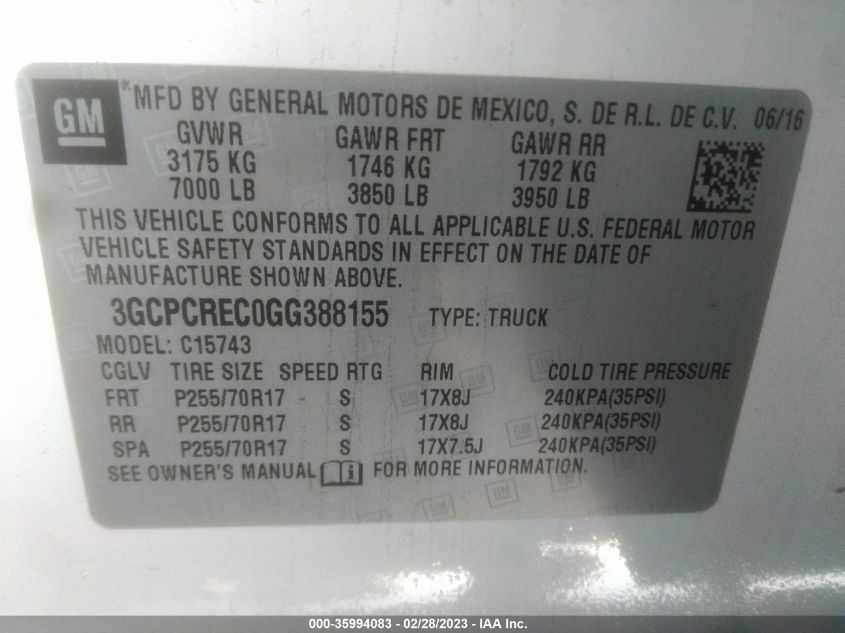 GM ® MFD BY GENERAL MOTORS DE MEXICO, S. DE R.L. DE C.V. 06/16
GVWR GAWR FRT GAWR RR
3175 KG 1746 KG 1792 KG
7000 LB 3850 LB 3950 LB
THIS VEHICLE CONFORMS TO ALL APPLICABLE U.S. FEDERAL MOTOR
VEHICLE SAFETY STANDARDS IN EFFECT ON THE DATE OF
MANUFACTURE SHOWN ABOVE.
3GCPCREC0GG388155 TYPE: TRUCK
MODEL: C15743
CGLV TIRE SIZE SPEED RTG RIM COLD TIRE PRESSURE
FRT P255/70R17 S 17X8J 240KPA(35PSI)
RR P255/70R17 S 17X8J 240KPA(35PSI)
SPA P255/70R17 S 17X7.5J 240KPA(35PSI)
SEE OWNER'S MANUAL i FOR MORE INFORMATION.
000-35994083 - 02/28/2023 - IAA Inc.